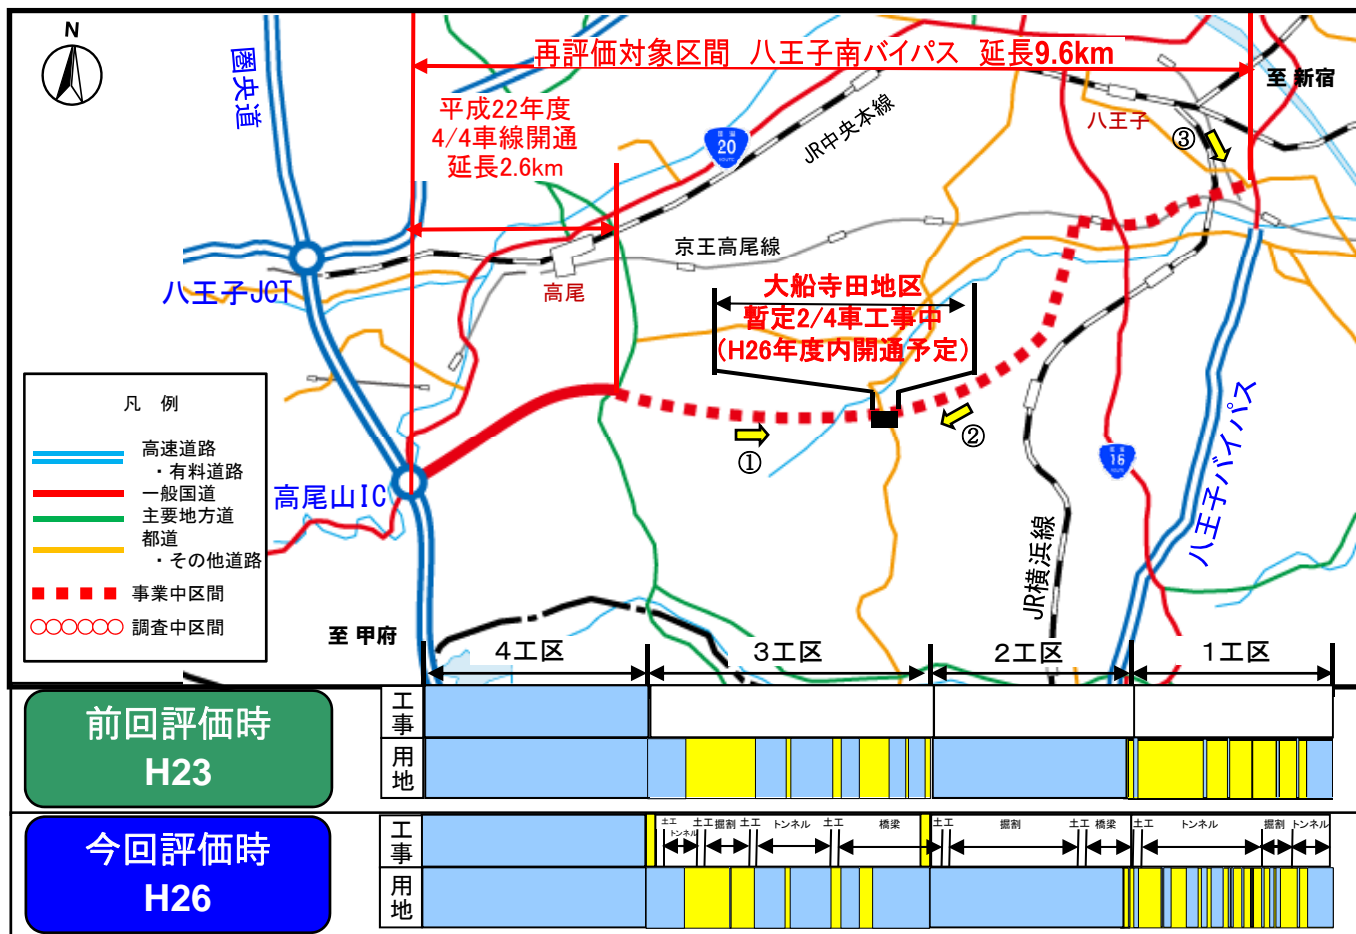 N
圏央道
再評価対象区間 八王子南バイパス 延長9.6km
至 新宿
平成22年度
4/4車線開通
延長2.6km
国道
20
ROUTE
JR中央本線
八王子
③
京王高尾線
八王子JCT
高尾
大船寺田地区
暫定2/4車工事中
(H26年度内開通予定)
凡 例
高速道路
・有料道路
一般国道
主要地方道
都道
・その他道路
事業中区間
調査中区間
①
②
国道
16
ROUTE
高尾山IC
八王子バイパス
JR横浜線
至 甲府
4工区
3工区
2工区
1工区
前回評価時
H23
工事
用地
今回評価時
H26
工事
土工 トンネル 土工 掘割 土工 トンネル 土工 橋梁 土工 掘割 土工 橋梁 土工 トンネル 掘割 トンネル
用地